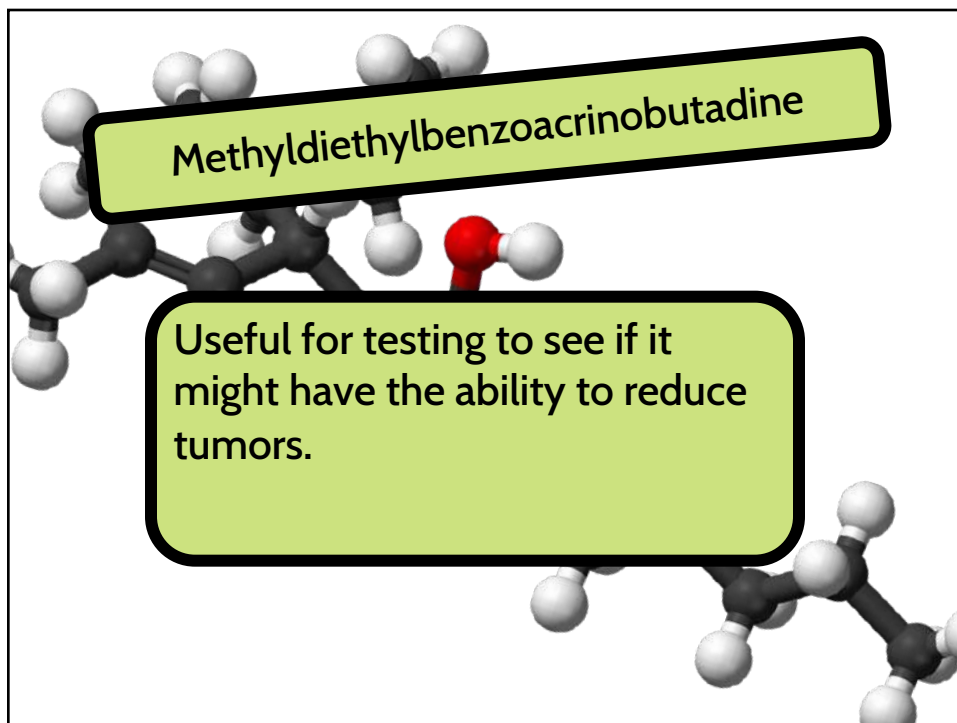 Methyldiethylbenzoacrinobutadine
Useful for testing to see if it
might have the ability to reduce
tumors.